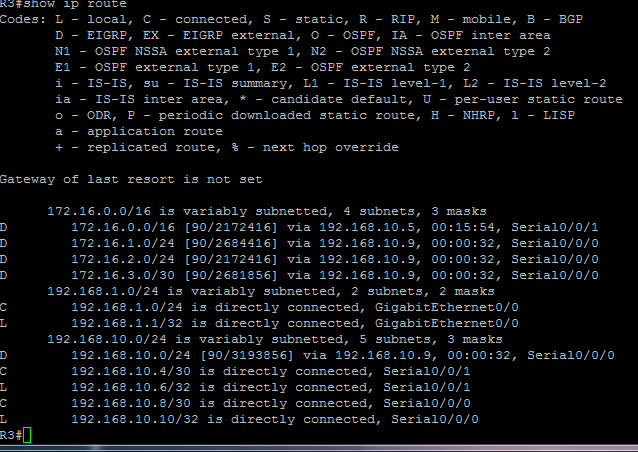 R3#show ip route
Codes: L - local, C - connected, S - static, R - RIP, M - mobile, B - BGP
D - EIGRP, EX - EIGRP external, O - OSPF, IA - OSPF inter area
N1 - OSPF NSSA external type 1, N2 - OSPF NSSA external type 2
E1 - OSPF external type 1, E2 - OSPF external type 2
i - IS-IS, su - IS-IS summary, L1 - IS-IS level-1, L2 - IS-IS level-2
ia - IS-IS inter area, * - candidate default, U - per-user static route
o - ODR, P - periodic downloaded static route, H - NHRP, l - LISP
a - application route
+ - replicated route, % - next hop override
Gateway of last resort is not set
172.16.0.0/16 is variably subnetted, 4 subnets, 3 masks
D 172.16.0.0/16 [90/2172416] via 192.168.10.5, 00:15:54, Serial0/0/1
D 172.16.1.0/24 [90/2684416] via 192.168.10.9, 00:00:32, Serial0/0/0
D 172.16.2.0/24 [90/2172416] via 192.168.10.9, 00:00:32, Serial0/0/0
D 172.16.3.0/30 [90/2681856] via 192.168.10.9, 00:00:32, Serial0/0/0
192.168.1.0/24 is variably subnetted, 2 subnets, 2 masks
C 192.168.1.0/24 is directly connected, GigabitEthernet0/0
L 192.168.1.1/32 is directly connected, GigabitEthernet0/0
192.168.10.0/24 is variably subnetted, 5 subnets, 3 masks
D 192.168.10.0/24 [90/3193856] via 192.168.10.9, 00:00:32, Serial0/0/0
C 192.168.10.4/30 is directly connected, Serial0/0/1
L 192.168.10.6/32 is directly connected, Serial0/0/1
C 192.168.10.8/30 is directly connected, Serial0/0/0
L 192.168.10.10/32 is directly connected, Serial0/0/0
R3#